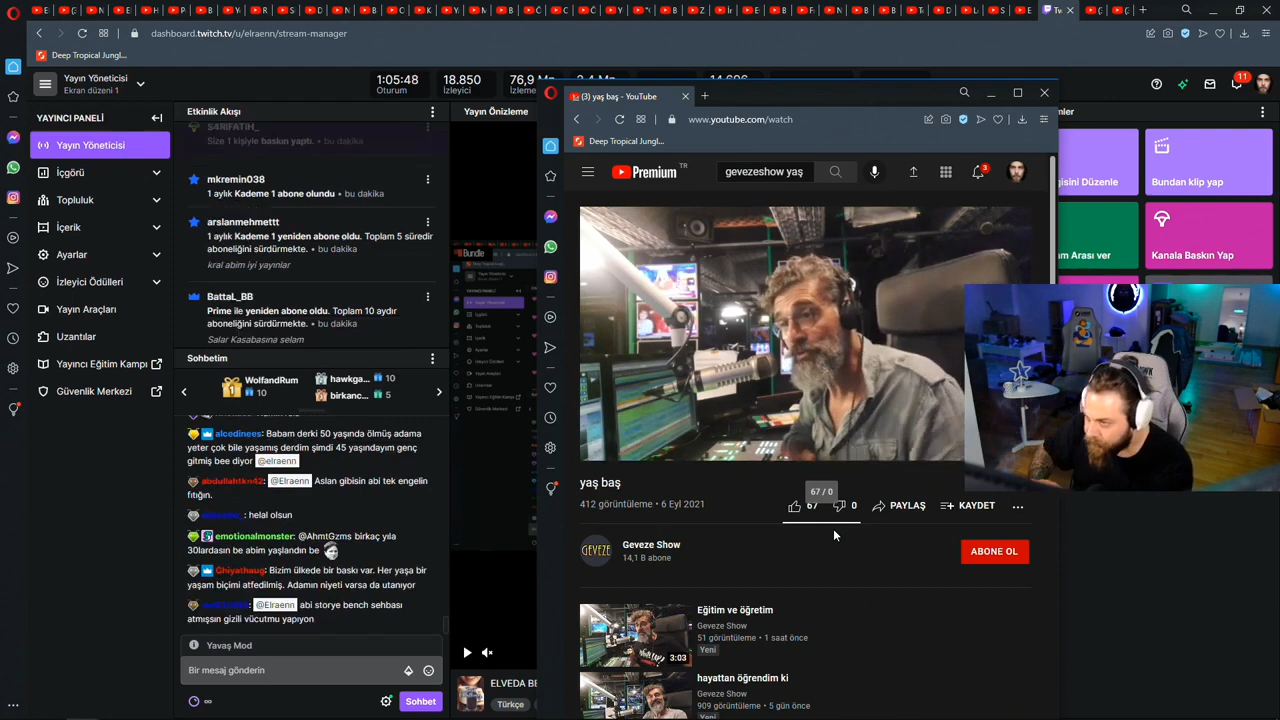 dashboard.twitch.tv/u/elraenn/stream-manager
Deep Tropical Jungl...
Yayın Yöneticisi
Ekran düzeni 1
1:05:48
Oturum
18.850
İzleyici
11
YAYINCI PANELİ
Yayın Yöneticisi
İçgörü
Topluluk
İçerik
Ayarlar
İzleyici Ödülleri
Yayın Araçları
Uzantılar
Yayıncı Eğitim Kampı
Güvenlik Merkezi
Etkinlik Akışı
S4RIFATIH_
Size 1 kişiyle baskın yaptı. • bu dakika
mkremin038
1 aylık Kademe 1 abone olundu • bu dakika
arslanmehmettt
1 aylık Kademe 1 yeniden abone oldu. Toplam 5 süredir
aboneliğini sürdürmekte. • bu dakika
kral abim iyi yayınlar
BattaL_BB
Prime ile yeniden abone oldu. Toplam 10 aydır
aboneliğini sürdürmekte. • bu dakika
Salar Kasabasına selam
Sohbetim
WolfandRum
10
hawkga... 10
birkanc... 5
alcedinees: Babam derki 50 yaşında ölmüş adama
yeter çok bile yaşamış derdim şimdi 45 yaşındayım genç
gitmiş bee diyor @elraenn
abdullahtkn42: @Elraenn Aslan gibisin abi tek engelin
fıtığın.
helal olsun
emotionalmonster: @AhmtGzms birkaç yıla
30lardasın be abim yaşlandın be
Chiyathaug: Bizim ülkede bir baskı var. Her yaşa bir
yaşam biçimi atfedilmiş. Adamın niyeti varsa da utanıyor
@Elraenn abi storye bench sehbası
atmışsın gizli vücutmu yapıyon
Yavaş Mod
Bir mesaj gönderin
Sohbet
Yayın Önizleme
Bundle
ELVEDA BE
Türkçe
(3) yaş baş - YouTube
www.youtube.com/watch
Deep Tropical Jungl...
Premium TR
gevezeshow yaş
3
yaş baş
412 görüntüleme • 6 Eyl 2021
67 / 0
67
0
PAYLAŞ
KAYDET
GEVEZE
Geveze Show
14,1 B abone
ABONE OL
3:03
Eğitim ve öğretim
Geveze Show
51 görüntüleme • 1 saat önce
Yeni
hayattan öğrendim ki
Geveze Show
909 görüntüleme • 5 gün önce
Yeni
Bundan klip yap
Kanala Baskın Yap